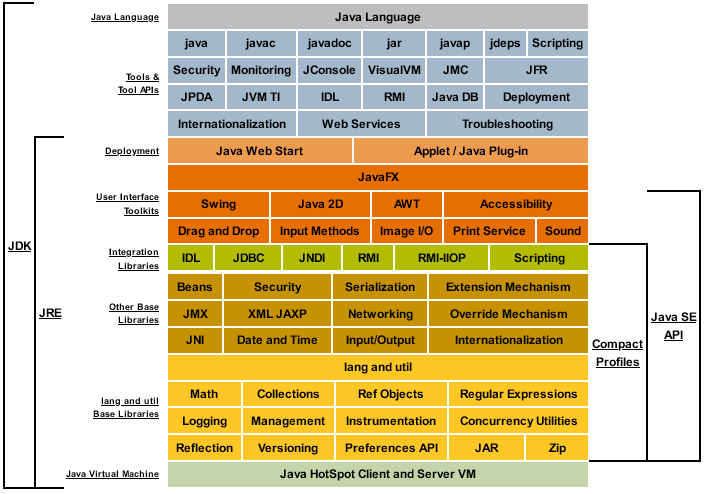 Java Language Java Language
java javac javadoc jar javap jdeps Scripting
Tools &
Tool APIs
Security Monitoring JConsole VisualVM JMC JFR
JPDA JVM TI IDL RMI Java DB Deployment
Internationalization Web Services Troubleshooting
Deployment Java Web Start Applet / Java Plug-in
JavaFX
User Interface
Toolkits
Swing Java 2D AWT Accessibility
Drag and Drop Input Methods Image I/O Print Service Sound
Integration
Libraries
IDL JDBC JNDI RMI RMI-IIOP Scripting
JDK
JRE
Other Base
Libraries
Beans Security Serialization Extension Mechanism
JMX XML JAXP Networking Override Mechanism
JNI Date and Time Input/Output Internationalization
Java SE
API
Compact
Profiles
lang and util
lang and util
Base Libraries
Math Collections Ref Objects Regular Expressions
Logging Management Instrumentation Concurrency Utilities
Reflection Versioning Preferences API JAR Zip
Java Virtual Machine Java HotSpot Client and Server VM